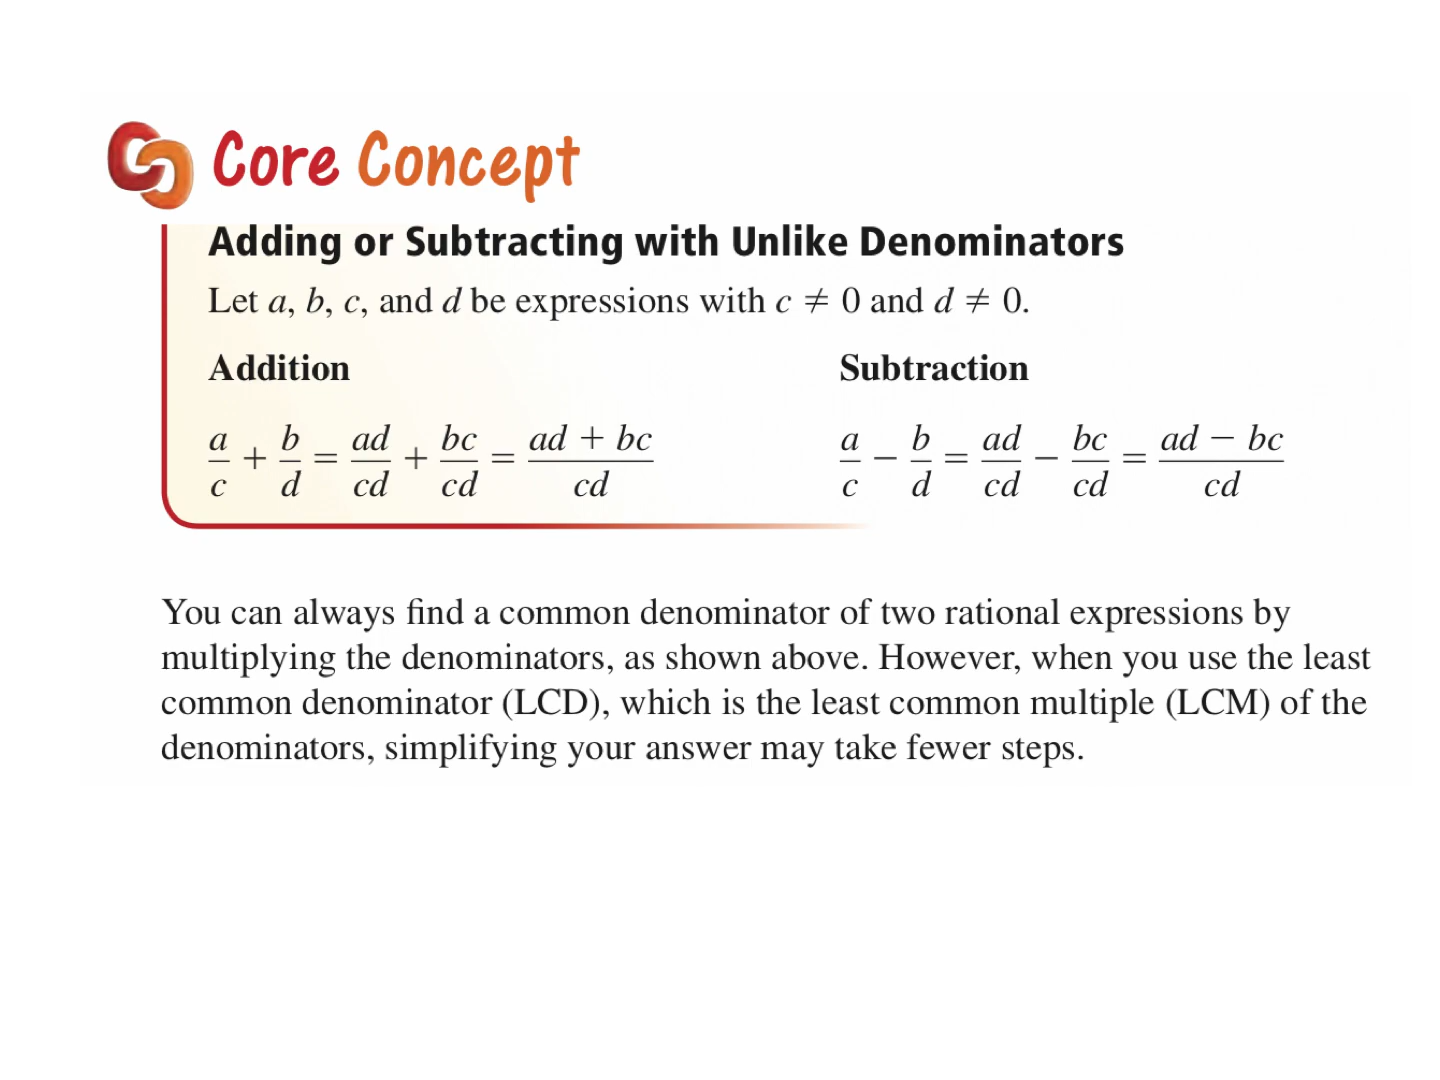 Core Concept
Adding or Subtracting with Unlike Denominators
Let a, b, c, and d be expressions with c ≠ 0 and d ≠ 0.
Addition Subtraction
a/c + b/d = ad/cd + bc/cd = (ad + bc)/cd a/c − b/d = ad/cd − bc/cd = (ad − bc)/cd
You can always find a common denominator of two rational expressions by
multiplying the denominators, as shown above. However, when you use the least
common denominator (LCD), which is the least common multiple (LCM) of the
denominators, simplifying your answer may take fewer steps.